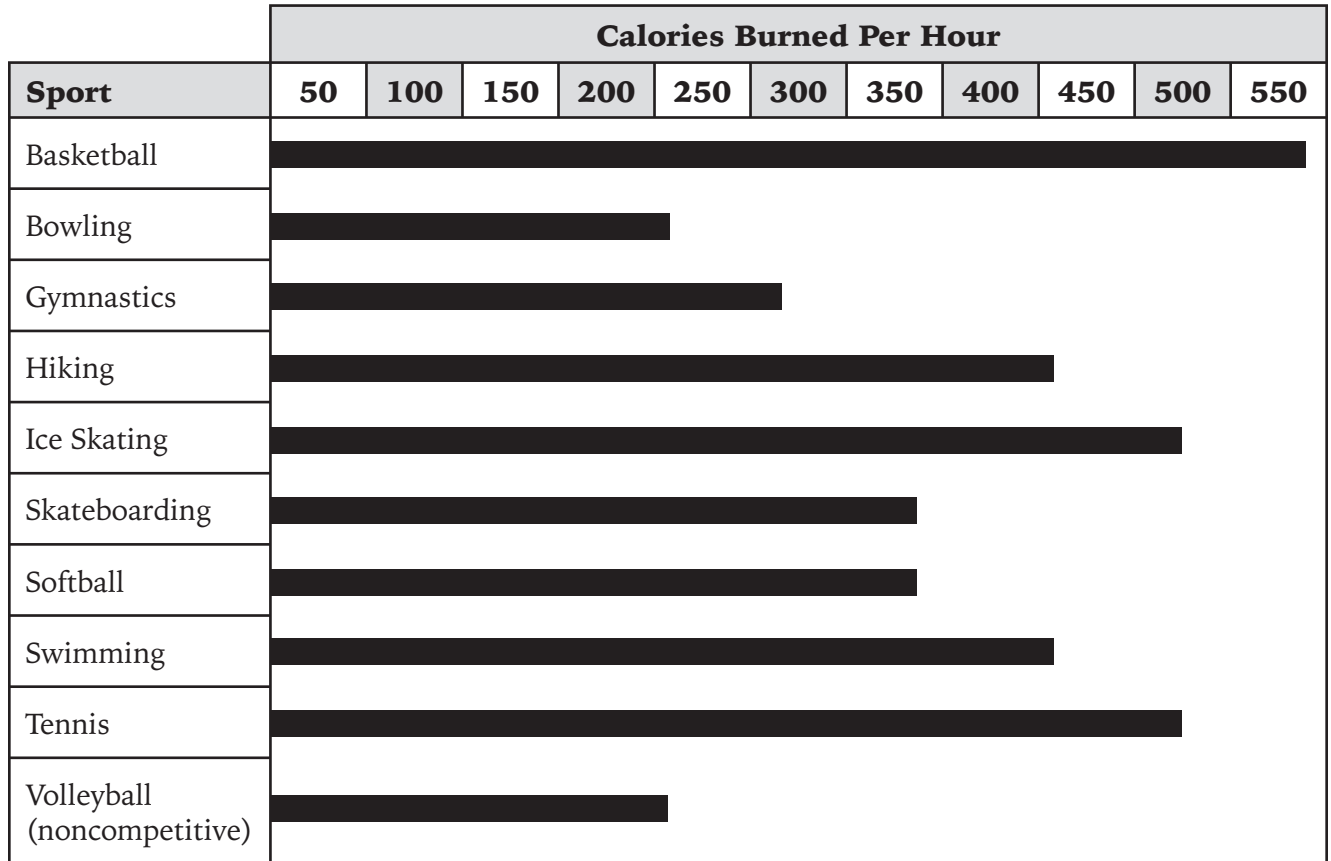 Calories Burned Per Hour
Sport 50 100 150 200 250 300 350 400 450 500 550
Basketball
Bowling
Gymnastics
Hiking
Ice Skating
Skateboarding
Softball
Swimming
Tennis
Volleyball
(noncompetitive)